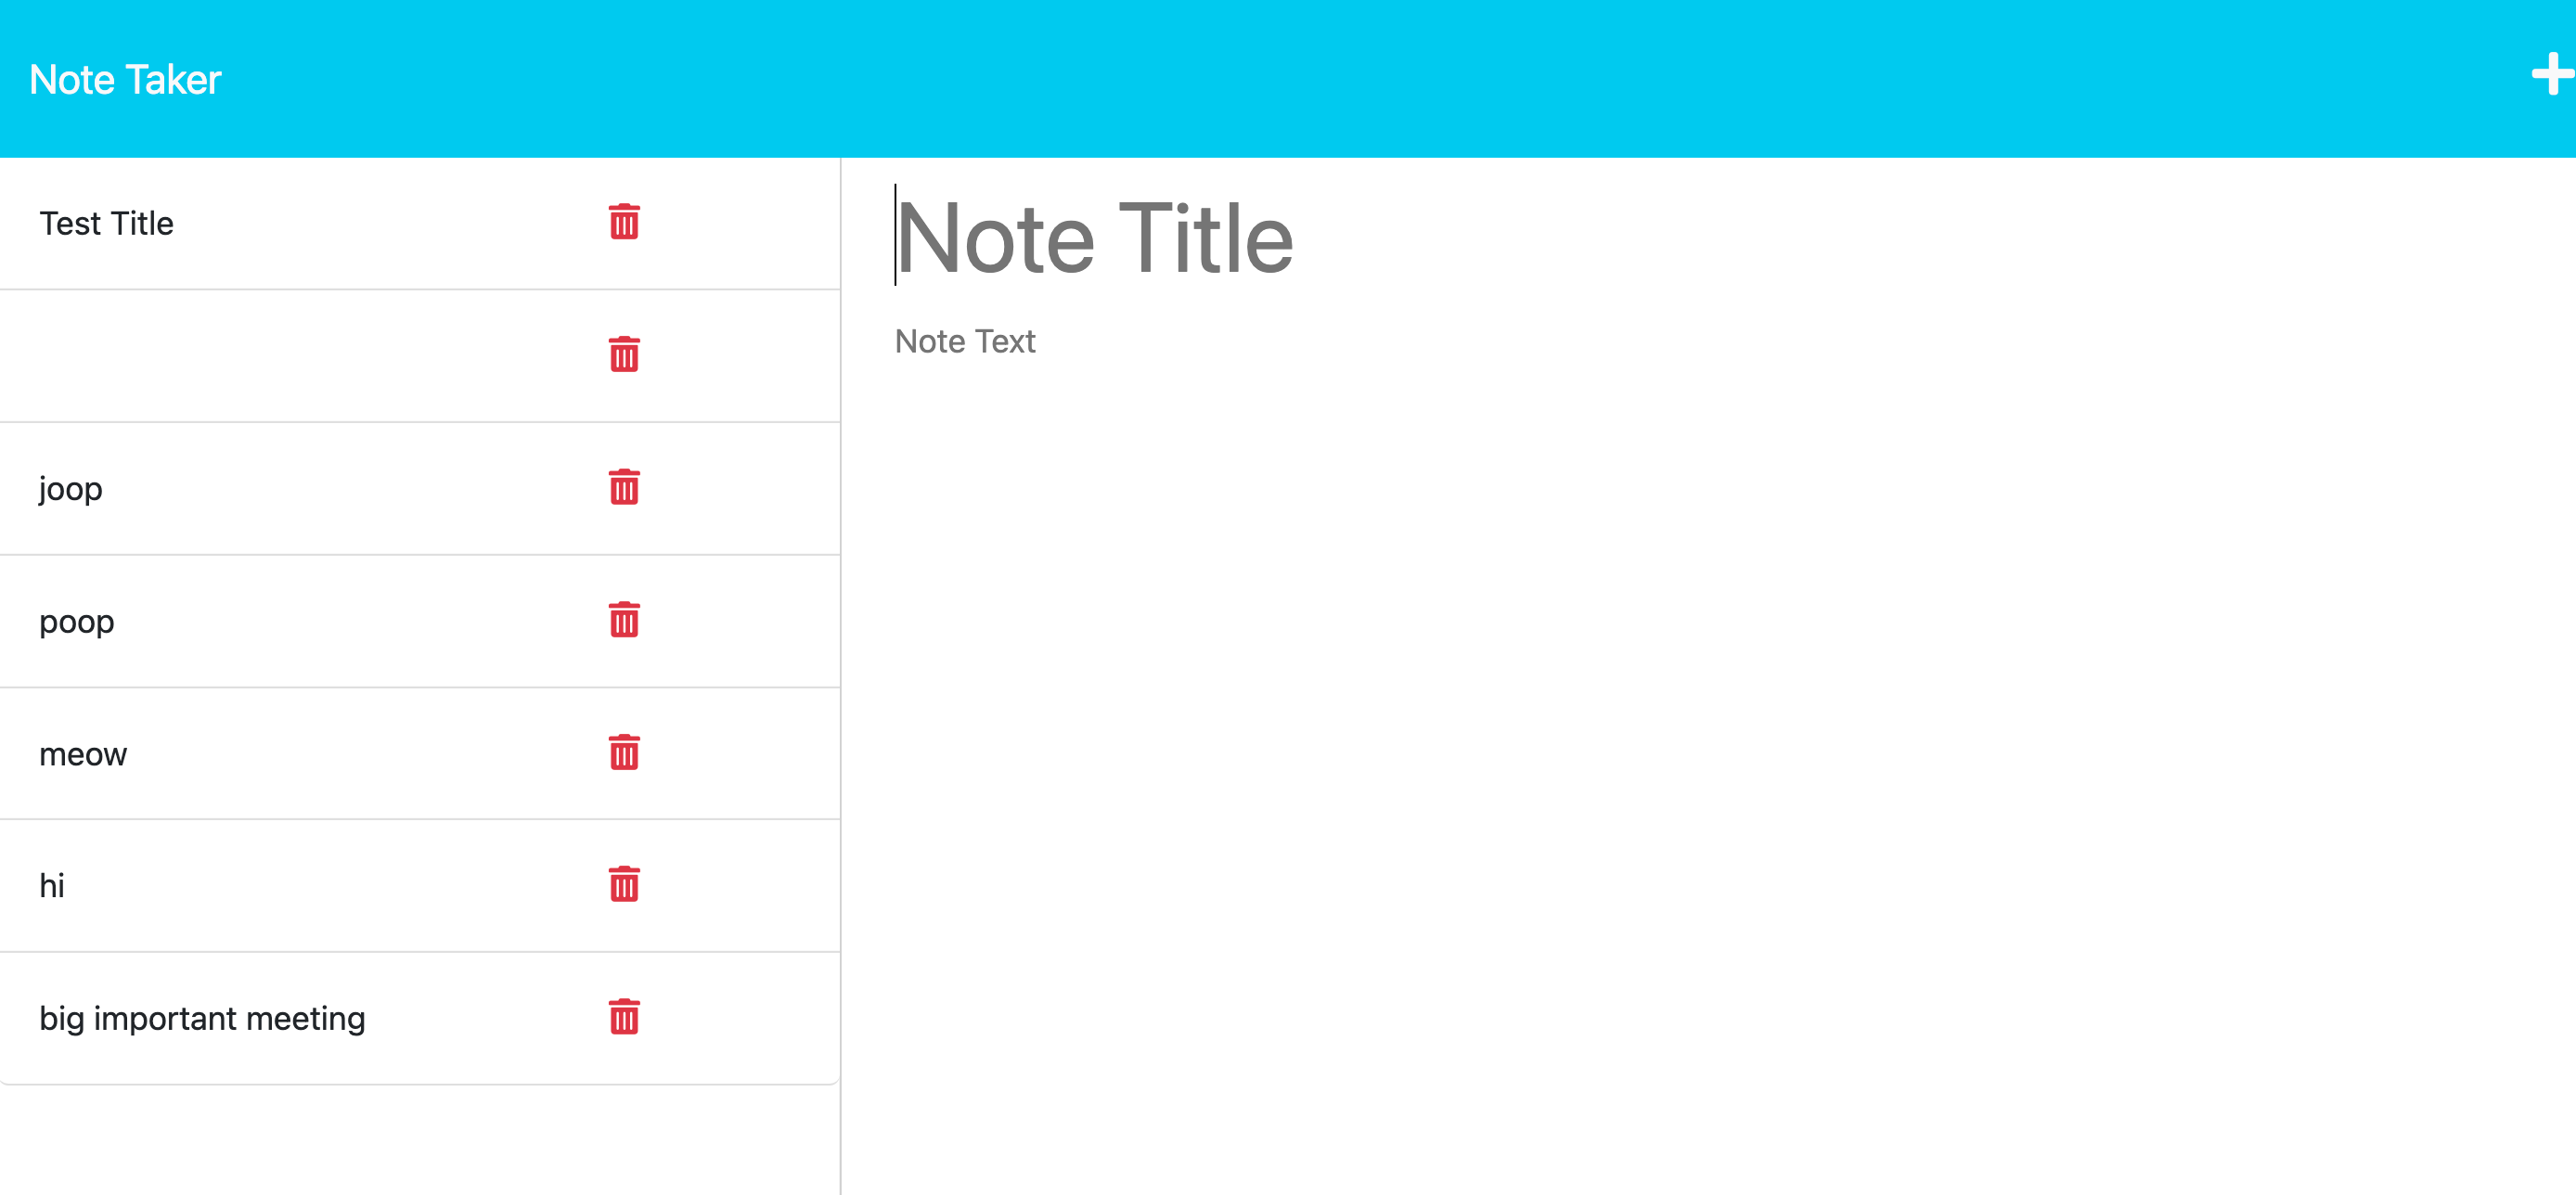 Note Taker
Test Title
joop
poop
meow
hi
big important meeting
Note Title
Note Text